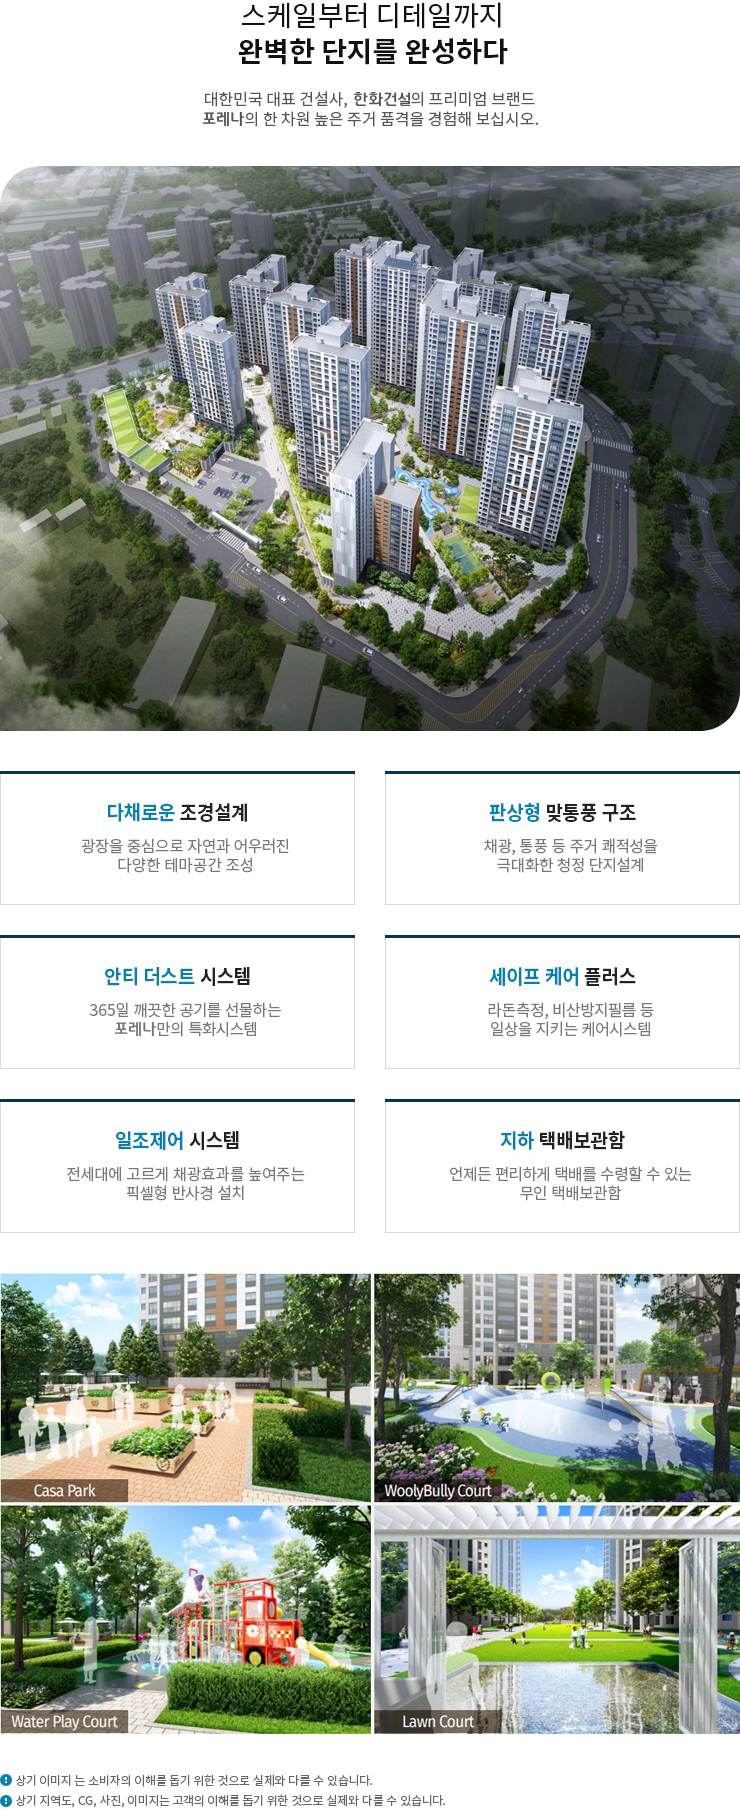 스케일부터 디테일까지
완벽한 단지를 완성하다
대한민국 대표 건설사, 한화건설의 프리미엄 브랜드
포레나의 한 차원 높은 주거 품격을 경험해 보십시오.
다채로운 조경설계
광장을 중심으로 자연과 어우러진
다양한 테마공간 조성
판상형 맞통풍 구조
채광, 통풍 등 주거 쾌적성을
극대화한 청정 단지설계
안티 더스트 시스템
365일 깨끗한 공기를 선물하는
포레나만의 특화시스템
세이프 케어 플러스
라돈측정, 비산방지필름 등
일상을 지키는 케어시스템
일조제어 시스템
전세대에 고르게 채광효과를 높여주는
픽셀형 반사경 설치
지하 택배보관함
언제든 편리하게 택배를 수령할 수 있는
무인 택배보관함
Casa Park
WoolyBully Court
Water Play Court
Lawn Court
상기 이미지 는 소비자의 이해를 돕기 위한 것으로 실제와 다를 수 있습니다.
상기 지역도, CG, 사진, 이미지는 고객의 이해를 돕기 위한 것으로 실제와 다를 수 있습니다.